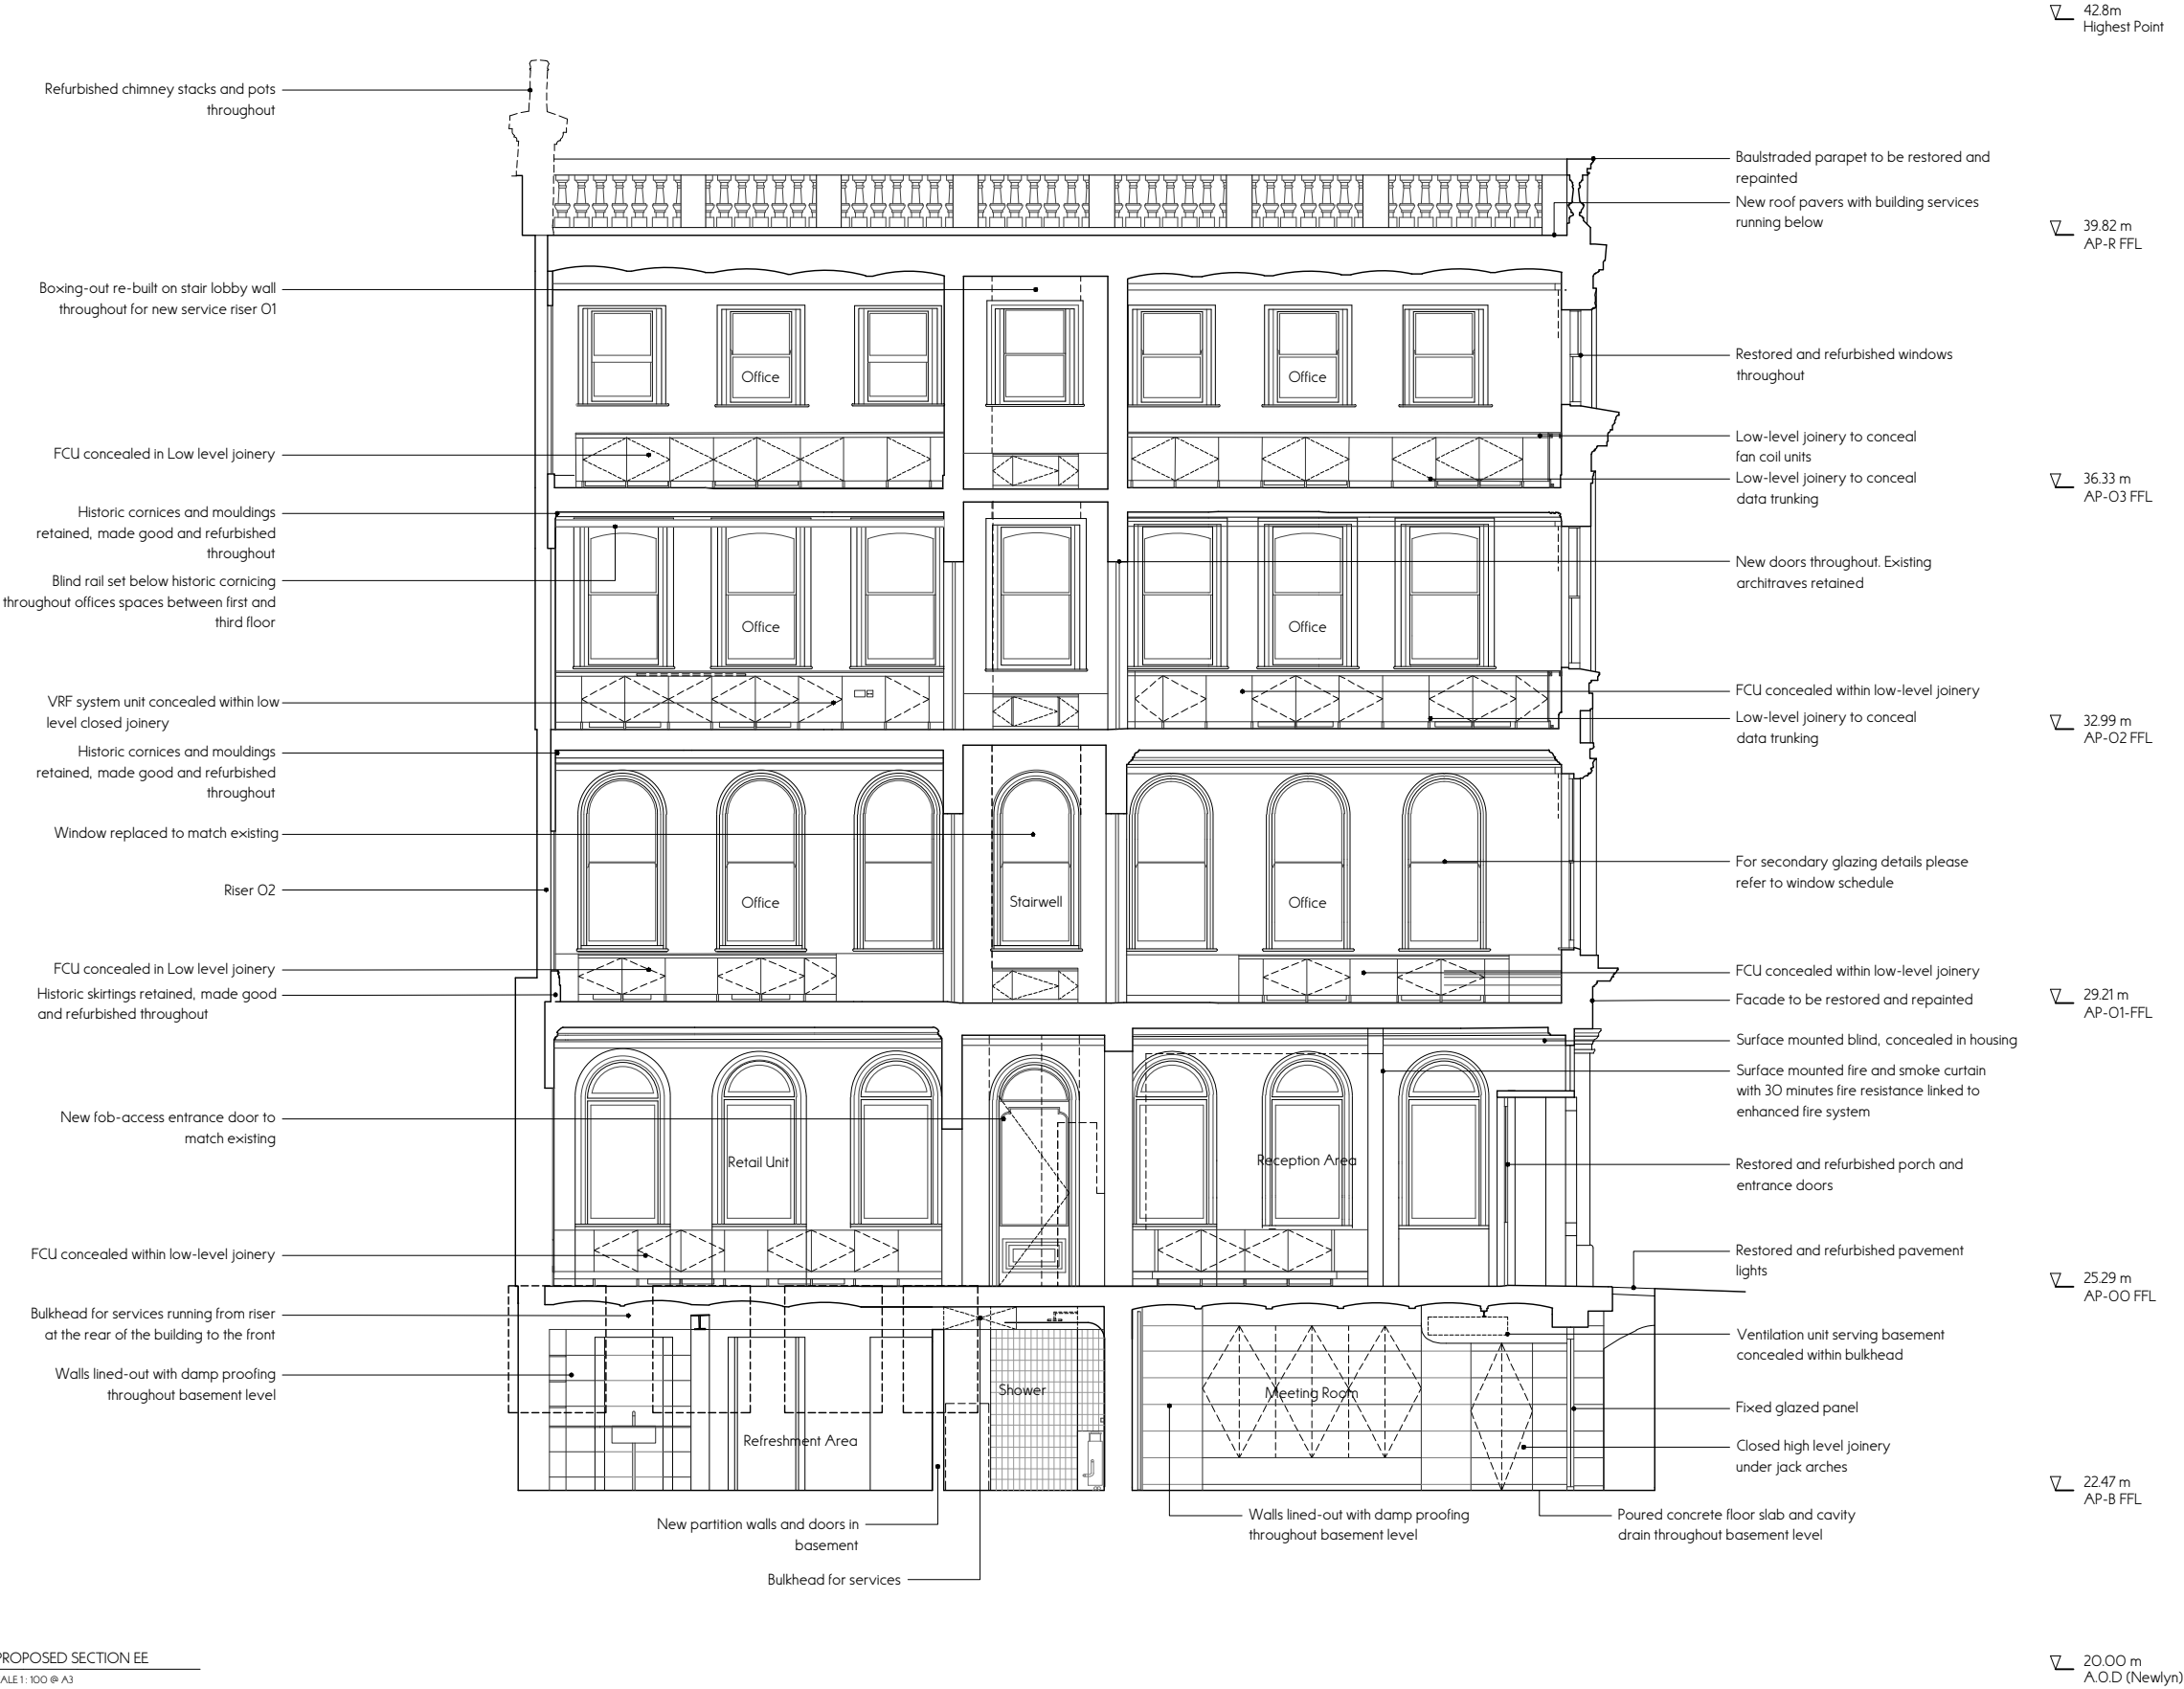 42.8m
Highest Point
Refurbished chimney stacks and pots
throughout
Baulstraded parapet to be restored and
repainted
New roof pavers with building services
running below
39.82 m
AP-R FFL
Boxing-out re-built on stair lobby wall
throughout for new service riser 01
Restored and refurbished windows
throughout
Office
Office
FCU concealed in Low level joinery
Low-level joinery to conceal
fan coil units
Low-level joinery to conceal
data trunking
36.33 m
AP-03 FFL
Historic cornices and mouldings
retained, made good and refurbished
throughout
Blind rail set below historic cornicing
throughout offices spaces between first and
third floor
New doors throughout. Existing
architraves retained
Office
Office
VRF system unit concealed within low
level closed joinery
FCU concealed within low-level joinery
Low-level joinery to conceal
data trunking
32.99 m
AP-02 FFL
Historic cornices and mouldings
retained, made good and refurbished
throughout
Window replaced to match existing
Riser 02
For secondary glazing details please
refer to window schedule
Office
Stairwell
Office
FCU concealed in Low level joinery
Historic skirtings retained, made good
and refurbished throughout
FCU concealed within low-level joinery
Facade to be restored and repainted
29.21 m
AP-01-FFL
Surface mounted blind, concealed in housing
Surface mounted fire and smoke curtain
with 30 minutes fire resistance linked to
enhanced fire system
New fob-access entrance door to
match existing
Retail Unit
Reception Area
Restored and refurbished porch and
entrance doors
FCU concealed within low-level joinery
Restored and refurbished pavement
lights
25.29 m
AP-00 FFL
Bulkhead for services running from riser
at the rear of the building to the front
Walls lined-out with damp proofing
throughout basement level
Ventilation unit serving basement
concealed within bulkhead
Shower
Meeting Room
Refreshment Area
Fixed glazed panel
Closed high level joinery
under jack arches
22.47 m
AP-B FFL
New partition walls and doors in
basement
Walls lined-out with damp proofing
throughout basement level
Poured concrete floor slab and cavity
drain throughout basement level
Bulkhead for services
PROPOSED SECTION EE
ALE 1 : 100 @ A3
20.00 m
A.O.D (Newlyn)